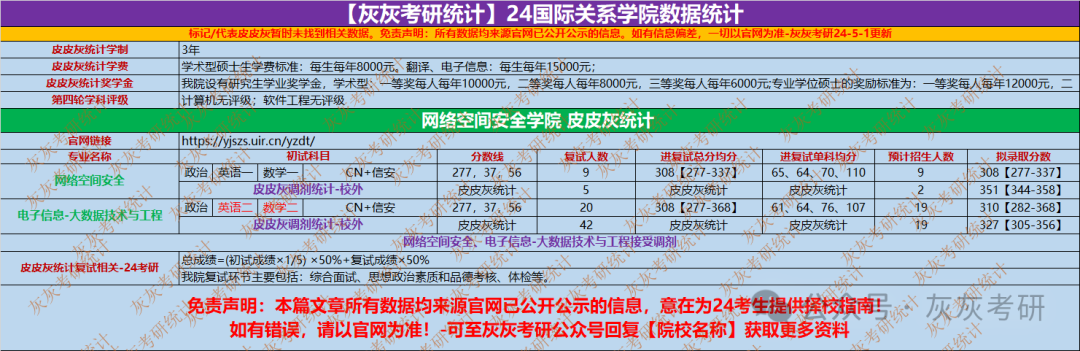 【灰灰考研统计】24国际关系学院数据统计
标记/代表皮皮灰暂时未找到相关数据。免责声明：所有数据均来源官网已公开公示的信息。如有信息偏差，一切以官网为准-灰灰考研24-5-1更新
皮皮灰统计学制 3年
皮皮灰统计学费 学术型硕士生学费标准：每生每年8000元。翻译、电子信息：每生每年15000元；
皮皮灰统计奖学金 我院设有研究生学业奖学金，学术型：一等奖每人每年10000元，二等奖每人每年8000元，三等奖每人每年6000元;专业学位硕士的奖励标准为：一等奖每人每年12000元，二
第四轮学科评级 计算机无评级；软件工程无评级
网络空间安全学院 皮皮灰统计
官网链接 https://yjszs.uir.cn/yzdt/
专业名称 初试科目 分数线 复试人数 进复试总分均分 进复试单科均分 预计招生人数 拟录取分数
网络空间安全 政治 英语一 数学一 CN+信安 277，37，56 9 308【277-337】 65、64、70、110 9 308【277-337】
皮皮灰调剂统计-校外 皮皮灰统计 5 皮皮灰统计 皮皮灰统计 2 351【344-358】
电子信息-大数据技术与工程 政治 英语二 数学二 CN+信安 277，37，56 20 308【277-368】 61、64、76、107 19 310【282-368】
皮皮灰调剂统计-校外 皮皮灰统计 42 皮皮灰统计 皮皮灰统计 19 327【305-356】
网络空间安全、电子信息-大数据技术与工程接受调剂
皮皮灰统计复试相关-24考研 总成绩=(初试成绩×1/5) ×50%+复试成绩×50%
我院复试环节主要包括：综合面试、思想政治素质和品德考核、体检等。
免责声明：本篇文章所有数据均来源官网已公开公示的信息，意在为24考生提供择校指南！
如有错误，请以官网为准！-可至灰灰考研公众号回复【院校名称】获取更多资料
公众号·灰灰考研